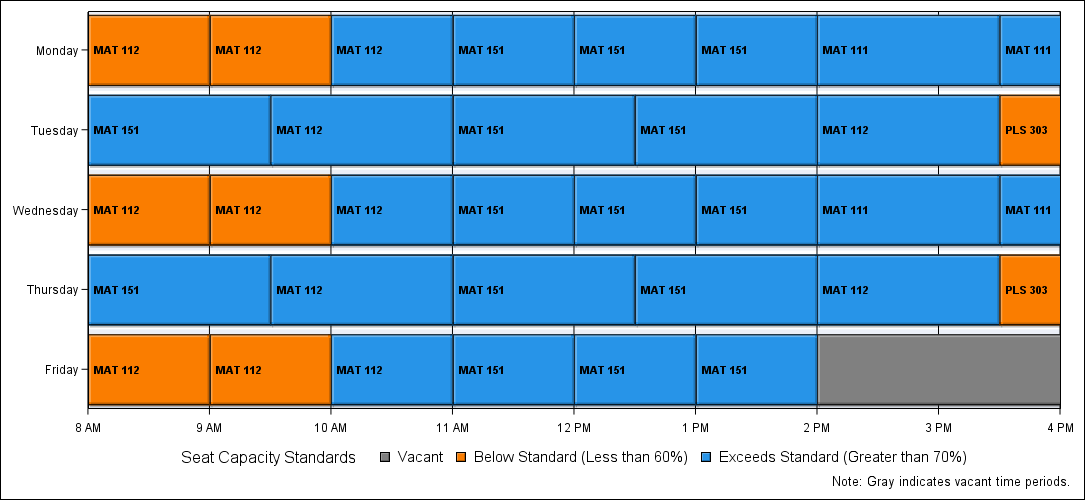 Monday MAT 112 MAT 112 MAT 112 MAT 151 MAT 151 MAT 151 MAT 111 MAT 111
Tuesday MAT 151 MAT 112 MAT 151 MAT 151 MAT 112 PLS 303
Wednesday MAT 112 MAT 112 MAT 112 MAT 151 MAT 151 MAT 151 MAT 111 MAT 111
Thursday MAT 151 MAT 112 MAT 151 MAT 151 MAT 112 PLS 303
Friday MAT 112 MAT 112 MAT 112 MAT 151 MAT 151 MAT 151
8 AM 9 AM 10 AM 11 AM 12 PM 1 PM 2 PM 3 PM 4 PM
Seat Capacity Standards Vacant Below Standard (Less than 60%) Exceeds Standard (Greater than 70%)
Note: Gray indicates vacant time periods.